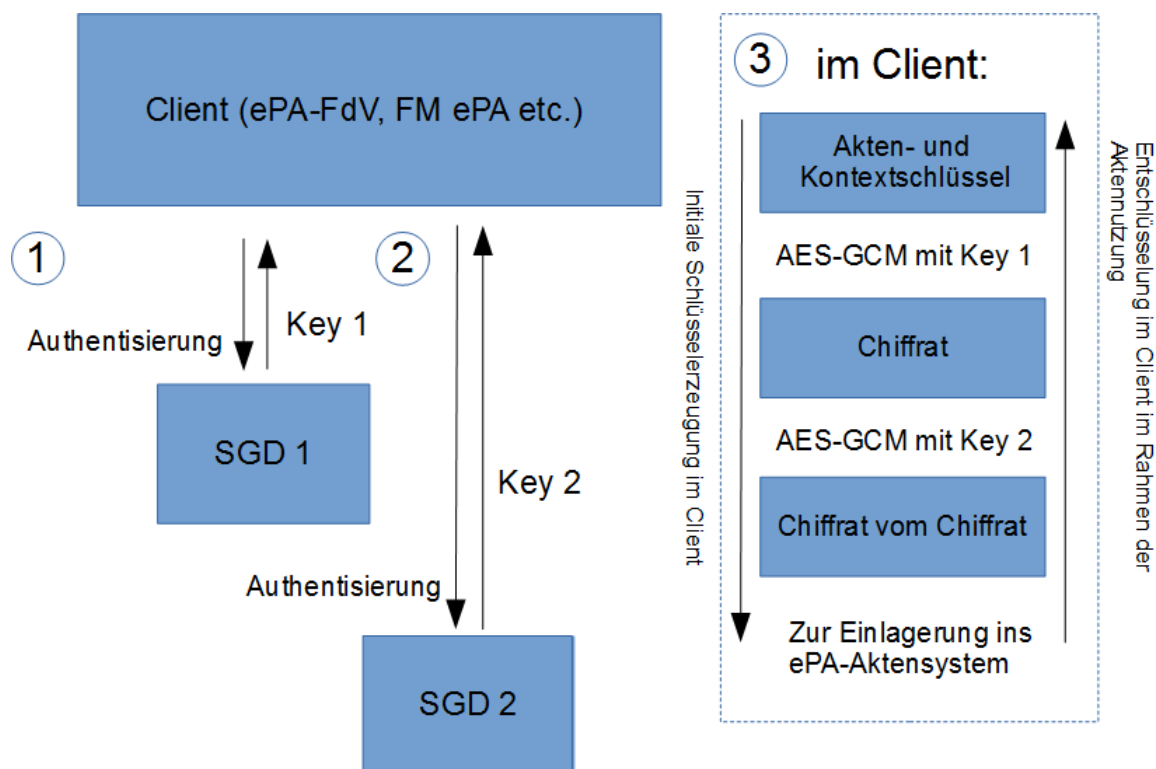 Client (ePA-FdV, FM ePA etc.)
1
Authentisierung
Key 1
SGD 1
2
Authentisierung
Key 2
SGD 2
3
im Client:
Akten- und
Kontextschlüssel
AES-GCM mit Key 1
Chiffrat
AES-GCM mit Key 2
Chiffrat vom Chiffrat
Zur Einlagerung ins
ePA-Aktensystem
Initiale Schlüsselerzeugung im Client
Entschlüsselung im Client im Rahmen der
Aktennutzung